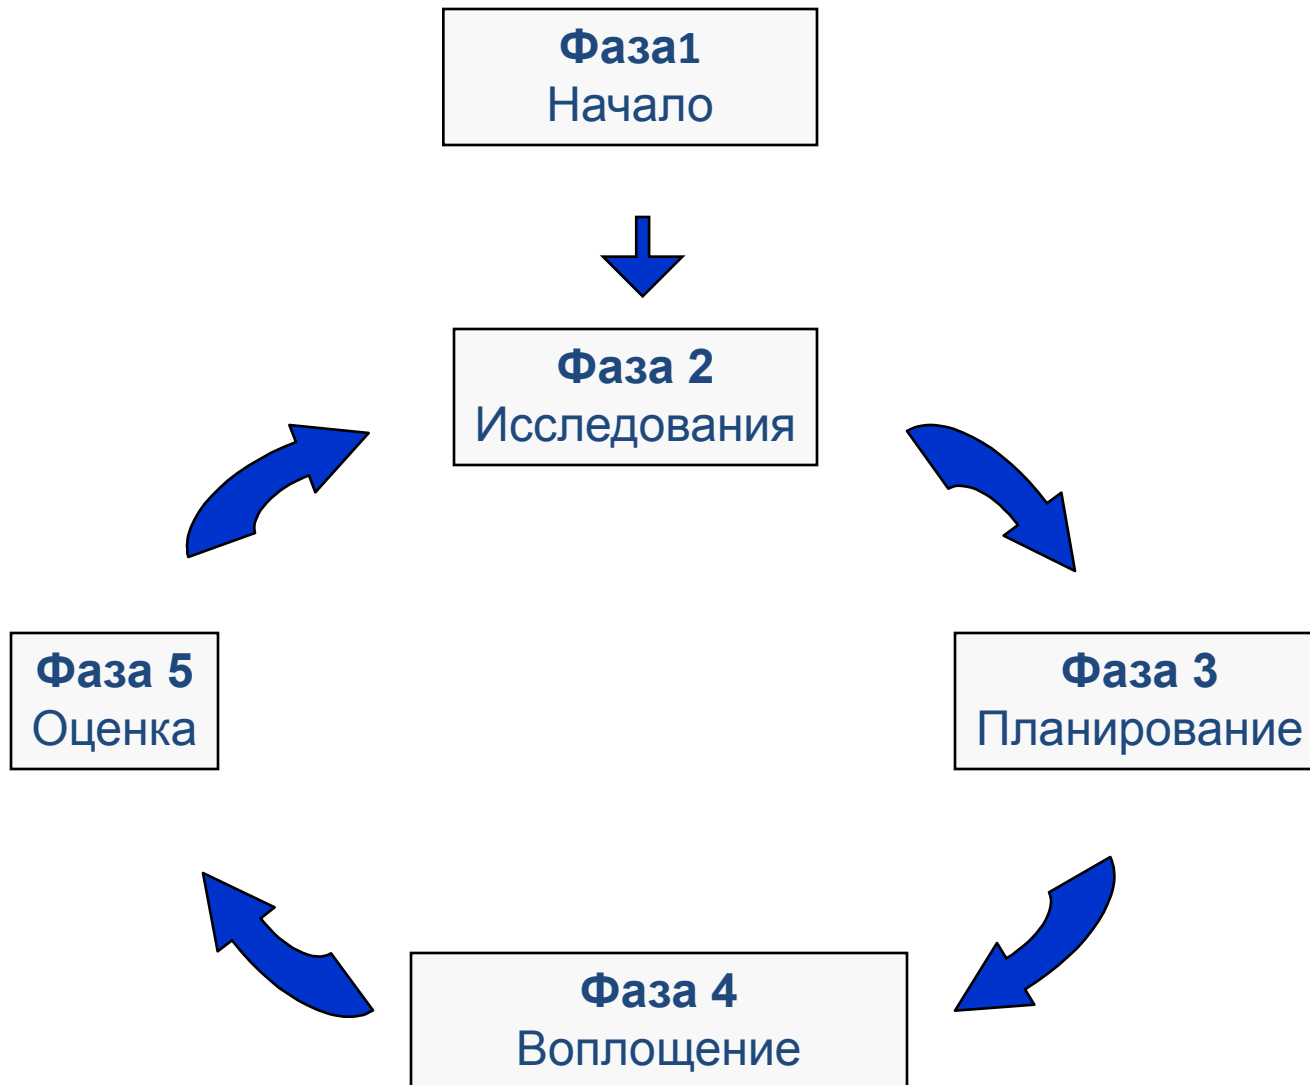 Фаза1
Начало
Фаза 2
Исследования
Фаза 3
Планирование
Фаза 4
Воплощение
Фаза 5
Оценка